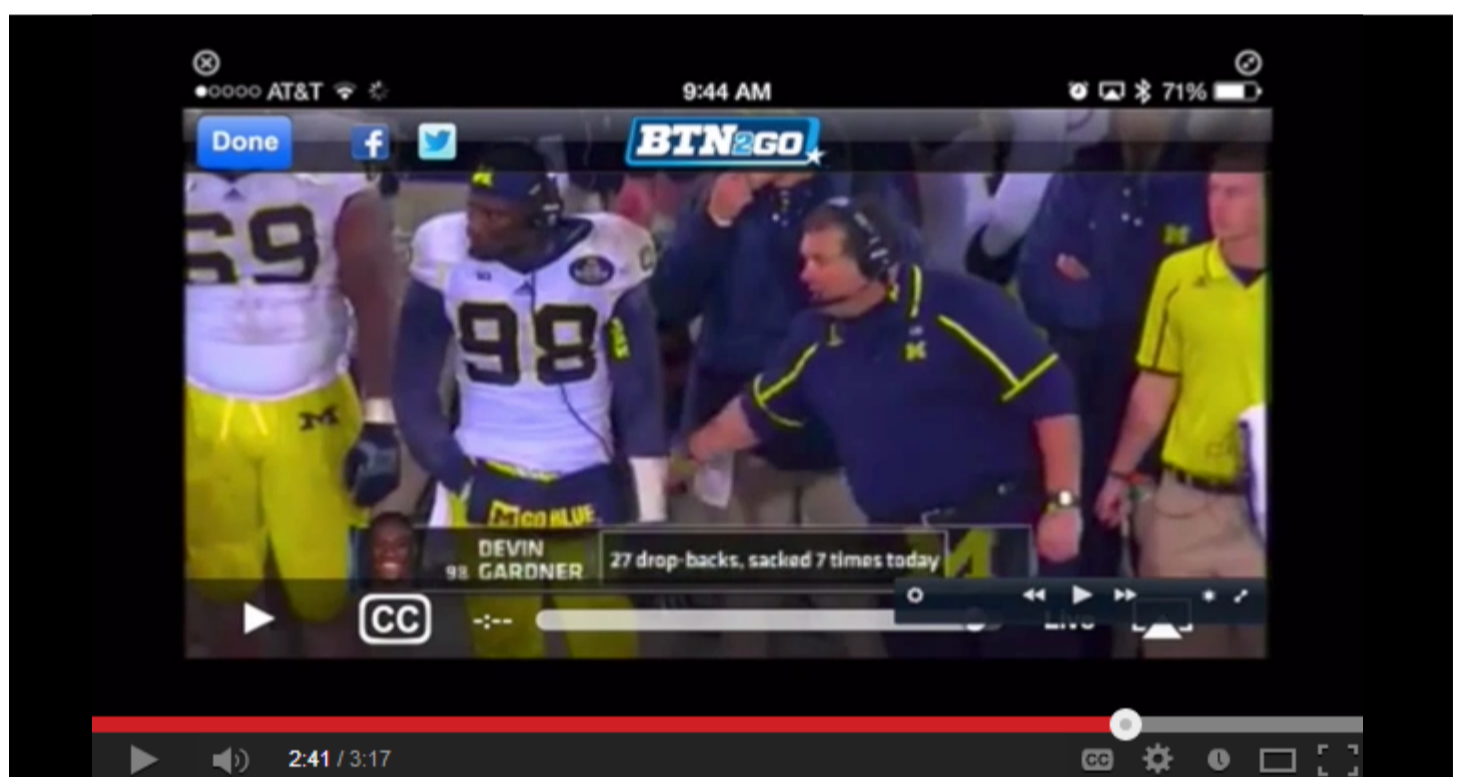 AT&T 9:44 AM 71%
Done f BTN2GO
69
98
M
M
M GO BLUE
DEVIN
98 GARDNER 27 drop-backs, sacked 7 times today
CC -:-- LIVE
2:41 / 3:17 CC